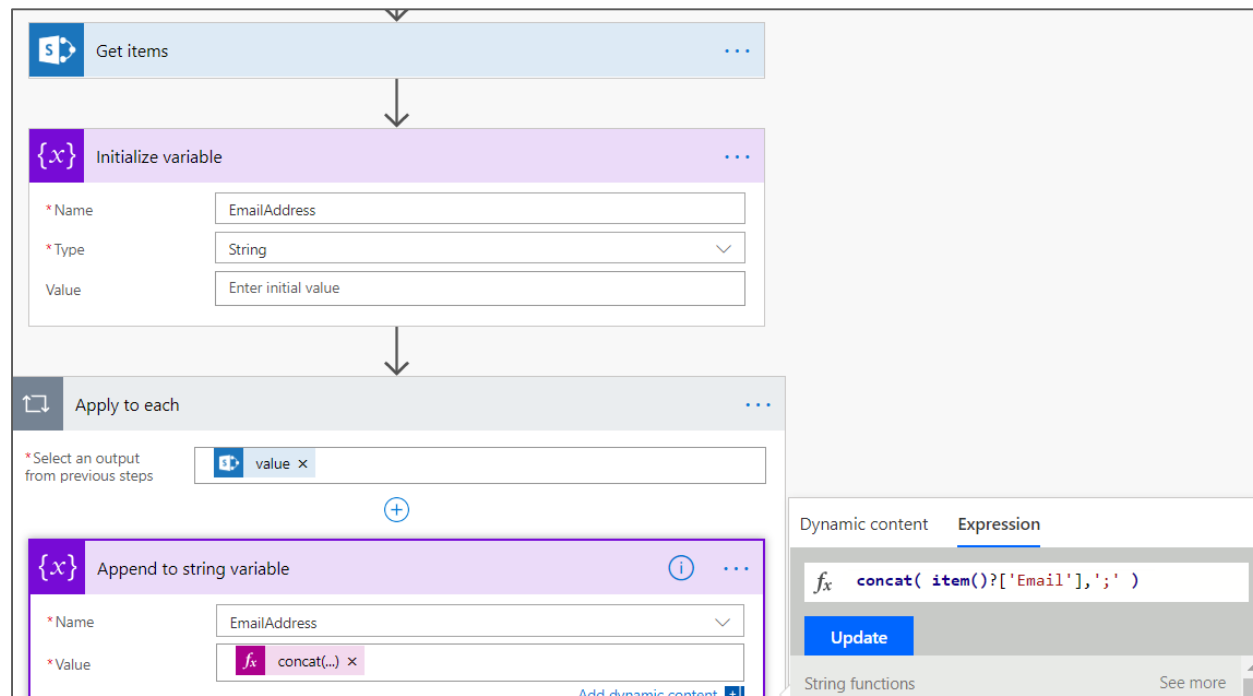 Get items
...
{x} Initialize variable
...
*Name
EmailAddress
*Type
String
Value
Enter initial value
Apply to each
...
*Select an output
from previous steps
value ×
{x} Append to string variable
i ...
*Name
EmailAddress
*Value
fx concat(...) ×
Add dynamic content +
Dynamic content Expression
fx concat( item()?['Email'],';' )
Update
String functions See more